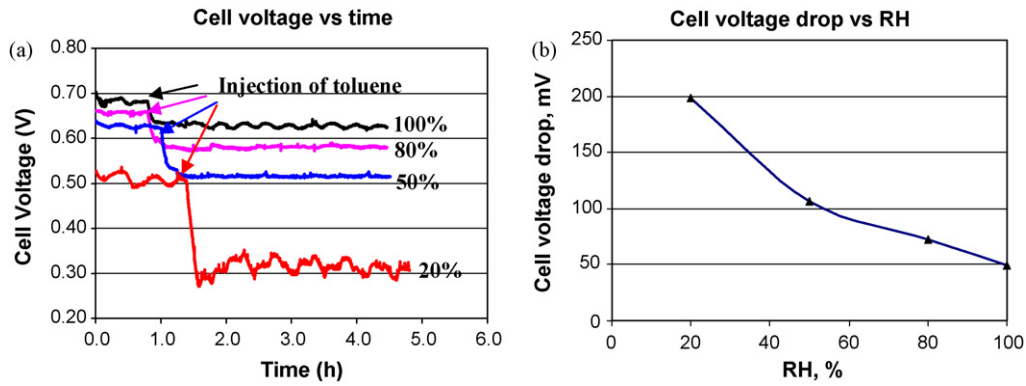 Cell voltage vs time
(a)
0.80
0.70
0.60
0.50
0.40
0.30
0.20
Cell Voltage (V)
Injection of toluene
100%
80%
50%
20%
0.0 1.0 2.0 3.0 4.0 5.0 6.0
Time (h)
Cell voltage drop vs RH
(b)
250
200
150
100
50
0
Cell voltage drop, mV
0 20 40 60 80 100
RH, %